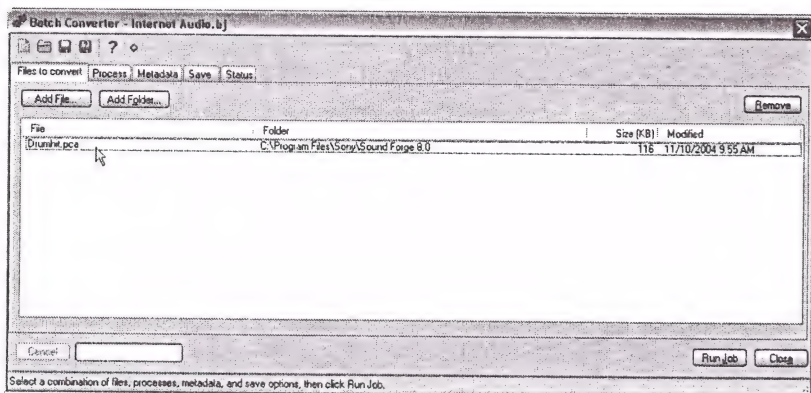 Batch Converter - Internet Audio.bj
?
Files to convert Process Metadata Save Status
Add File... Add Folder... Remove
File Folder Size (KB) Modified
Drumhit.pca C:\Program Files\Sony\Sound Forge 8.0 116 11/10/2004 9:55 AM
Cancel Run Job Close
Select a combination of files, processes, metadata, and save options, then click Run Job.